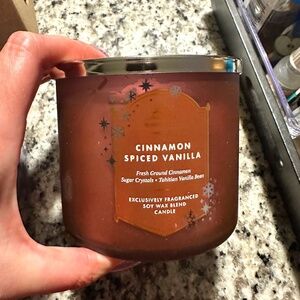 CINNAMON
SPICED VANILLA
Fresh Ground Cinnamon
Sugar Crystals • Tahitian Vanilla Bean
EXCLUSIVELY FRAGRANCED
SOY WAX BLEND
CANDLE